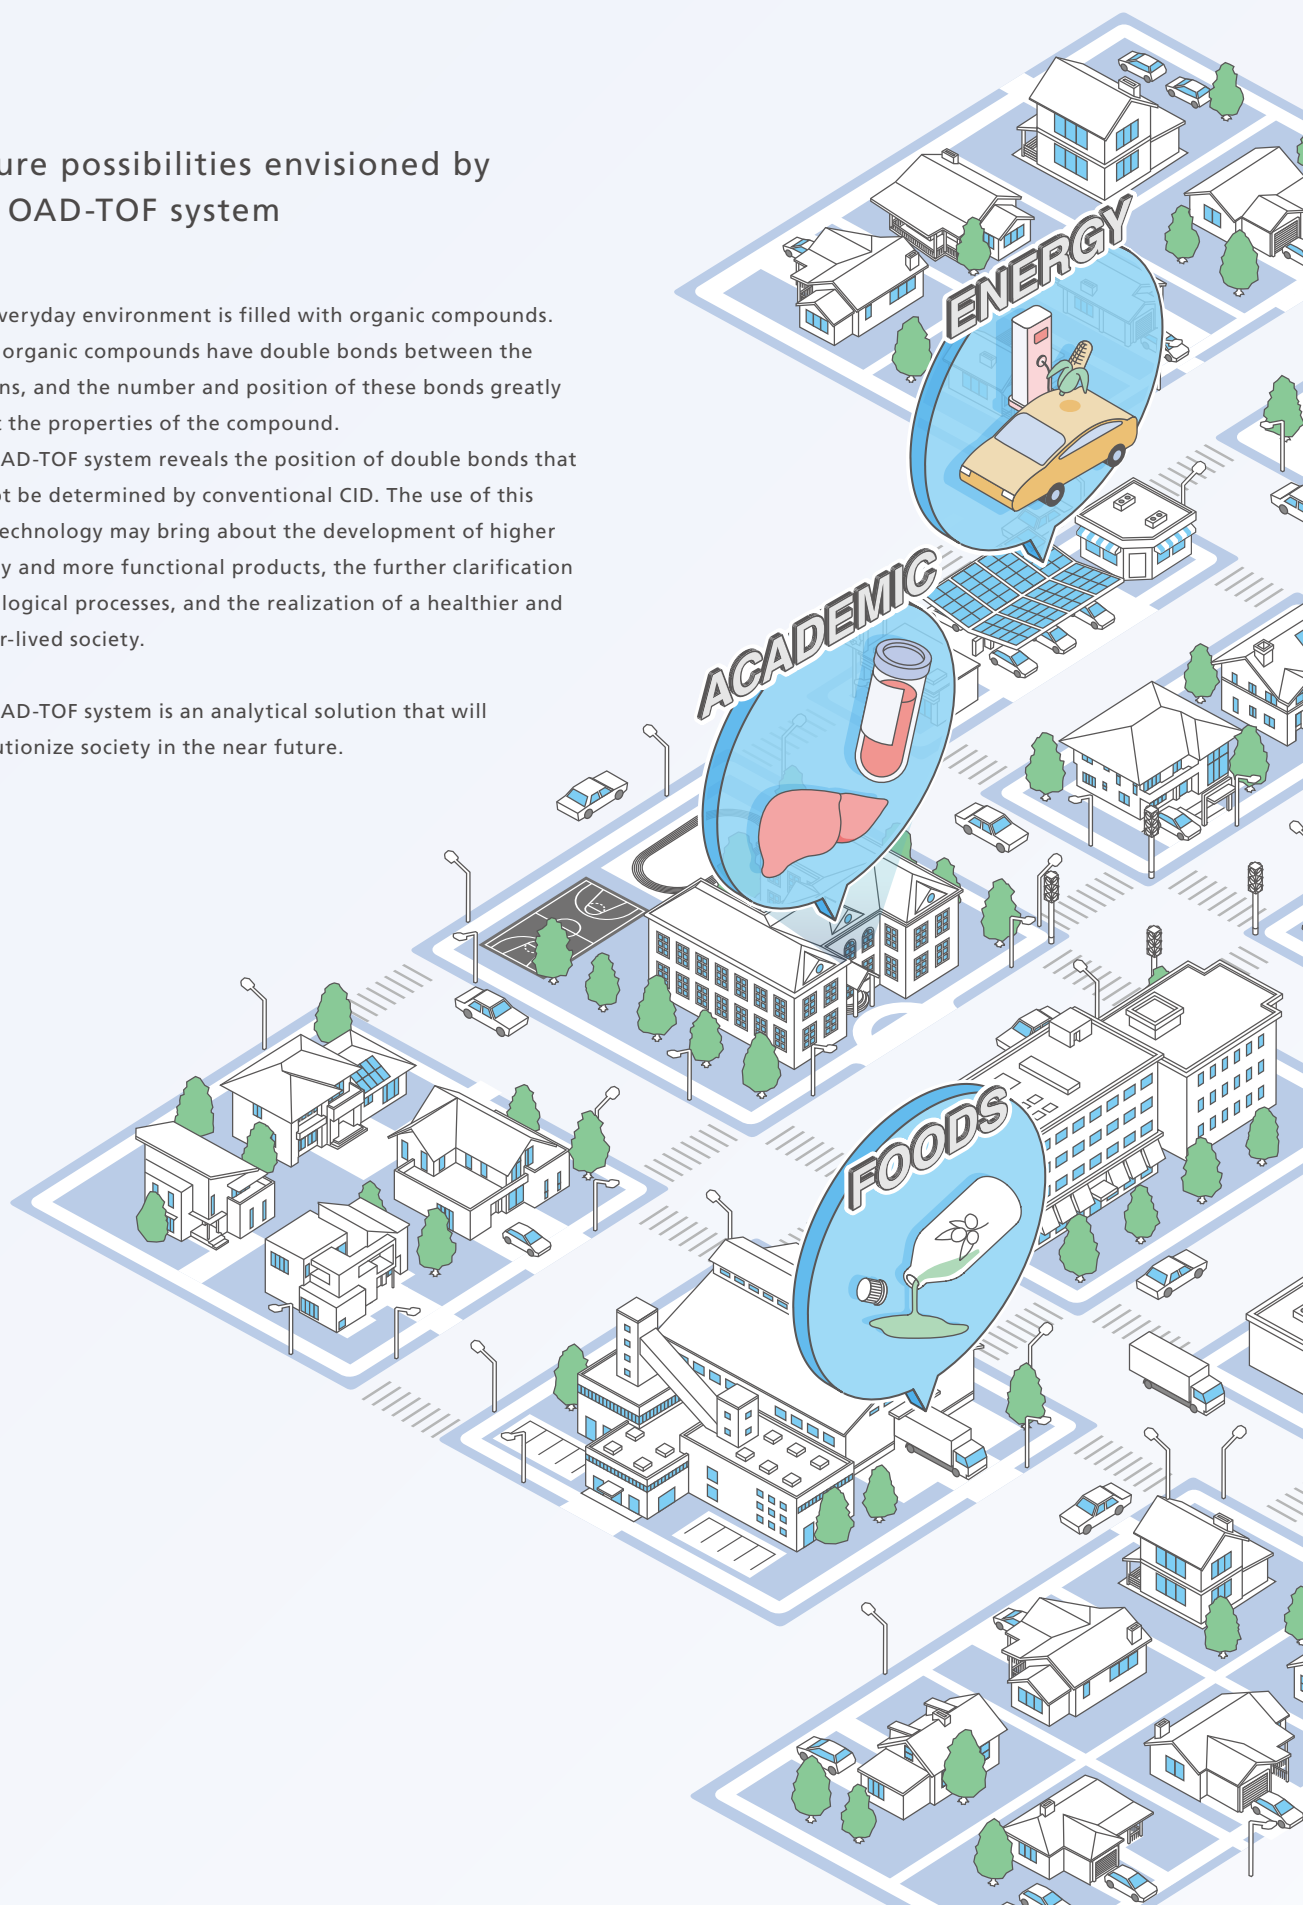 ure possibilities envisioned by
OAD-TOF system
veryday environment is filled with organic compounds.
organic compounds have double bonds between the
ns, and the number and position of these bonds greatly
t the properties of the compound.
AD-TOF system reveals the position of double bonds that
ot be determined by conventional CID. The use of this
technology may bring about the development of higher
y and more functional products, the further clarification
logical processes, and the realization of a healthier and
r-lived society.
AD-TOF system is an analytical solution that will
utionize society in the near future.
ENERGY
ACADEMIC
FOODS